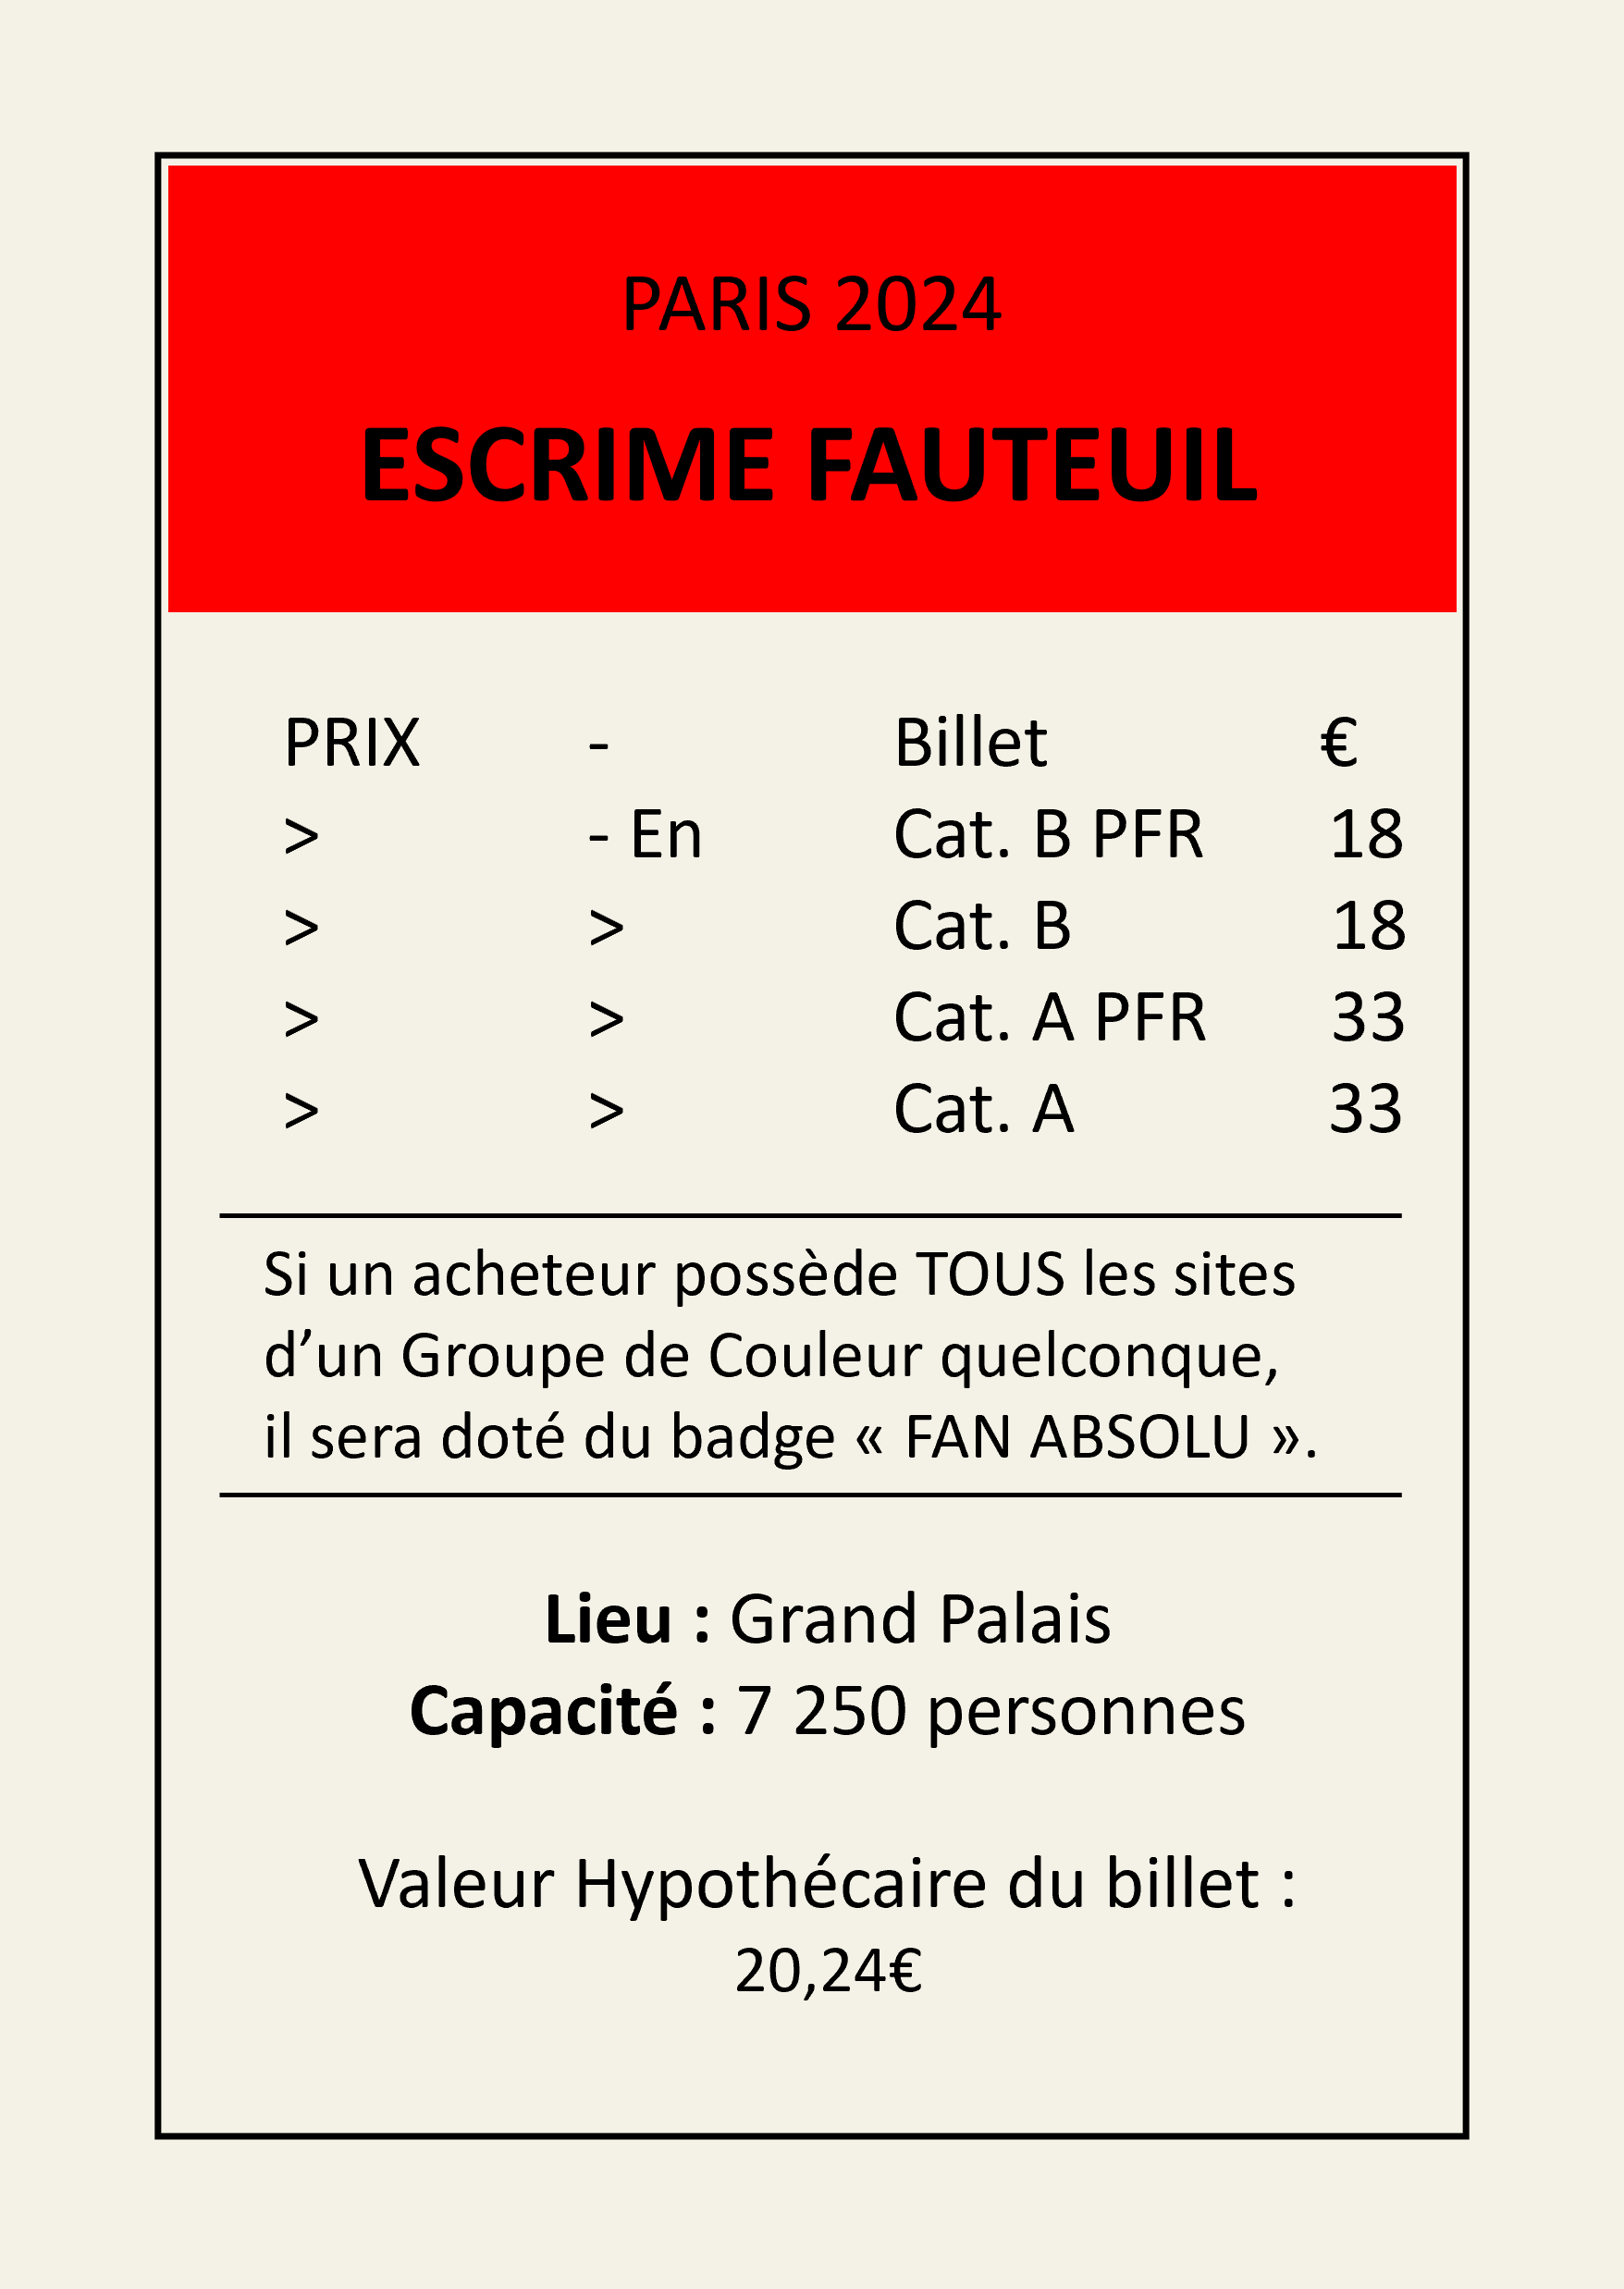 PARIS 2024
ESCRIME FAUTEUIL
PRIX - Billet €
> - En Cat. B PFR 18
> > Cat. B 18
> > Cat. A PFR 33
> > Cat. A 33
Si un acheteur possède TOUS les sites
d’un Groupe de Couleur quelconque,
il sera doté du badge « FAN ABSOLU ».
Lieu : Grand Palais
Capacité : 7 250 personnes
Valeur Hypothécaire du billet :
20,24€